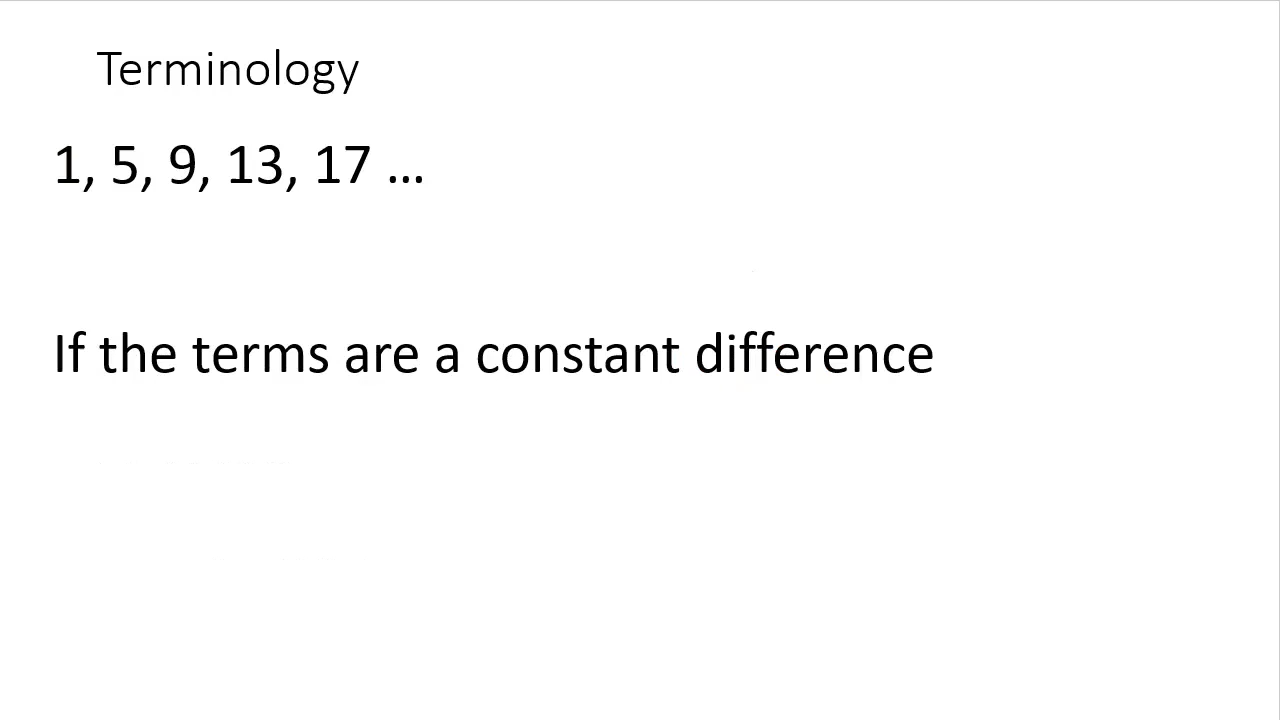 Terminology
1, 5, 9, 13, 17 …
If the terms are a constant difference